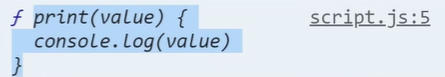 f print(value) { script.js:5
console.log(value)
}